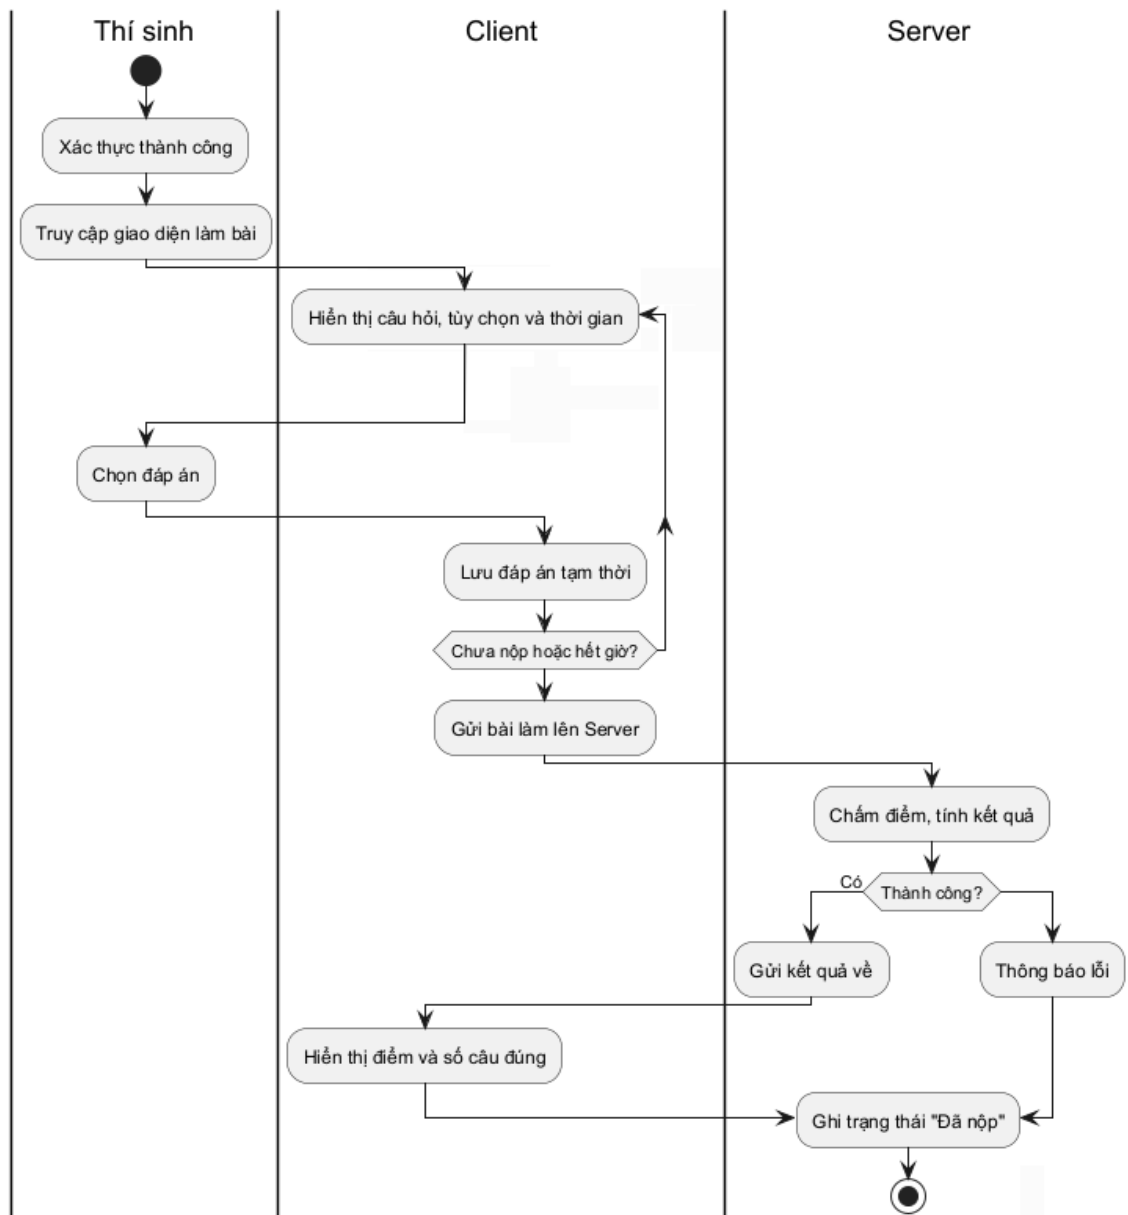 Thí sinh
Client
Server
Xác thực thành công
Truy cập giao diện làm bài
Hiển thị câu hỏi, tùy chọn và thời gian
Chọn đáp án
Lưu đáp án tạm thời
Chưa nộp hoặc hết giờ?
Gửi bài làm lên Server
Chấm điểm, tính kết quả
Có
Thành công?
Gửi kết quả về
Thông báo lỗi
Hiển thị điểm và số câu đúng
Ghi trạng thái "Đã nộp"